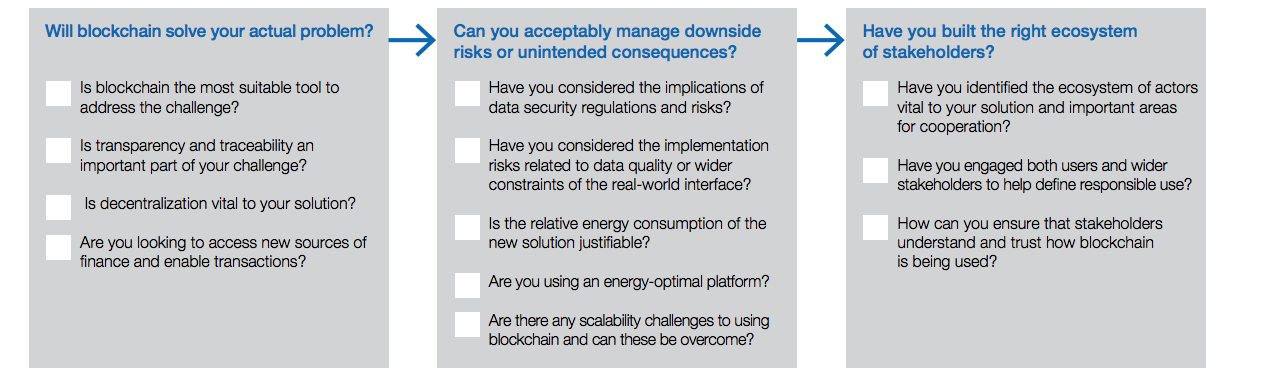 Will blockchain solve your actual problem?
Is blockchain the most suitable tool to
address the challenge?
Is transparency and traceability an
important part of your challenge?
Is decentralization vital to your solution?
Are you looking to access new sources of
finance and enable transactions?
Can you acceptably manage downside
risks or unintended consequences?
Have you considered the implications of
data security regulations and risks?
Have you considered the implementation
risks related to data quality or wider
constraints of the real-world interface?
Is the relative energy consumption of the
new solution justifiable?
Are you using an energy-optimal platform?
Are there any scalability challenges to using
blockchain and can these be overcome?
Have you built the right ecosystem
of stakeholders?
Have you identified the ecosystem of actors
vital to your solution and important areas
for cooperation?
Have you engaged both users and wider
stakeholders to help define responsible use?
How can you ensure that stakeholders
understand and trust how blockchain
is being used?